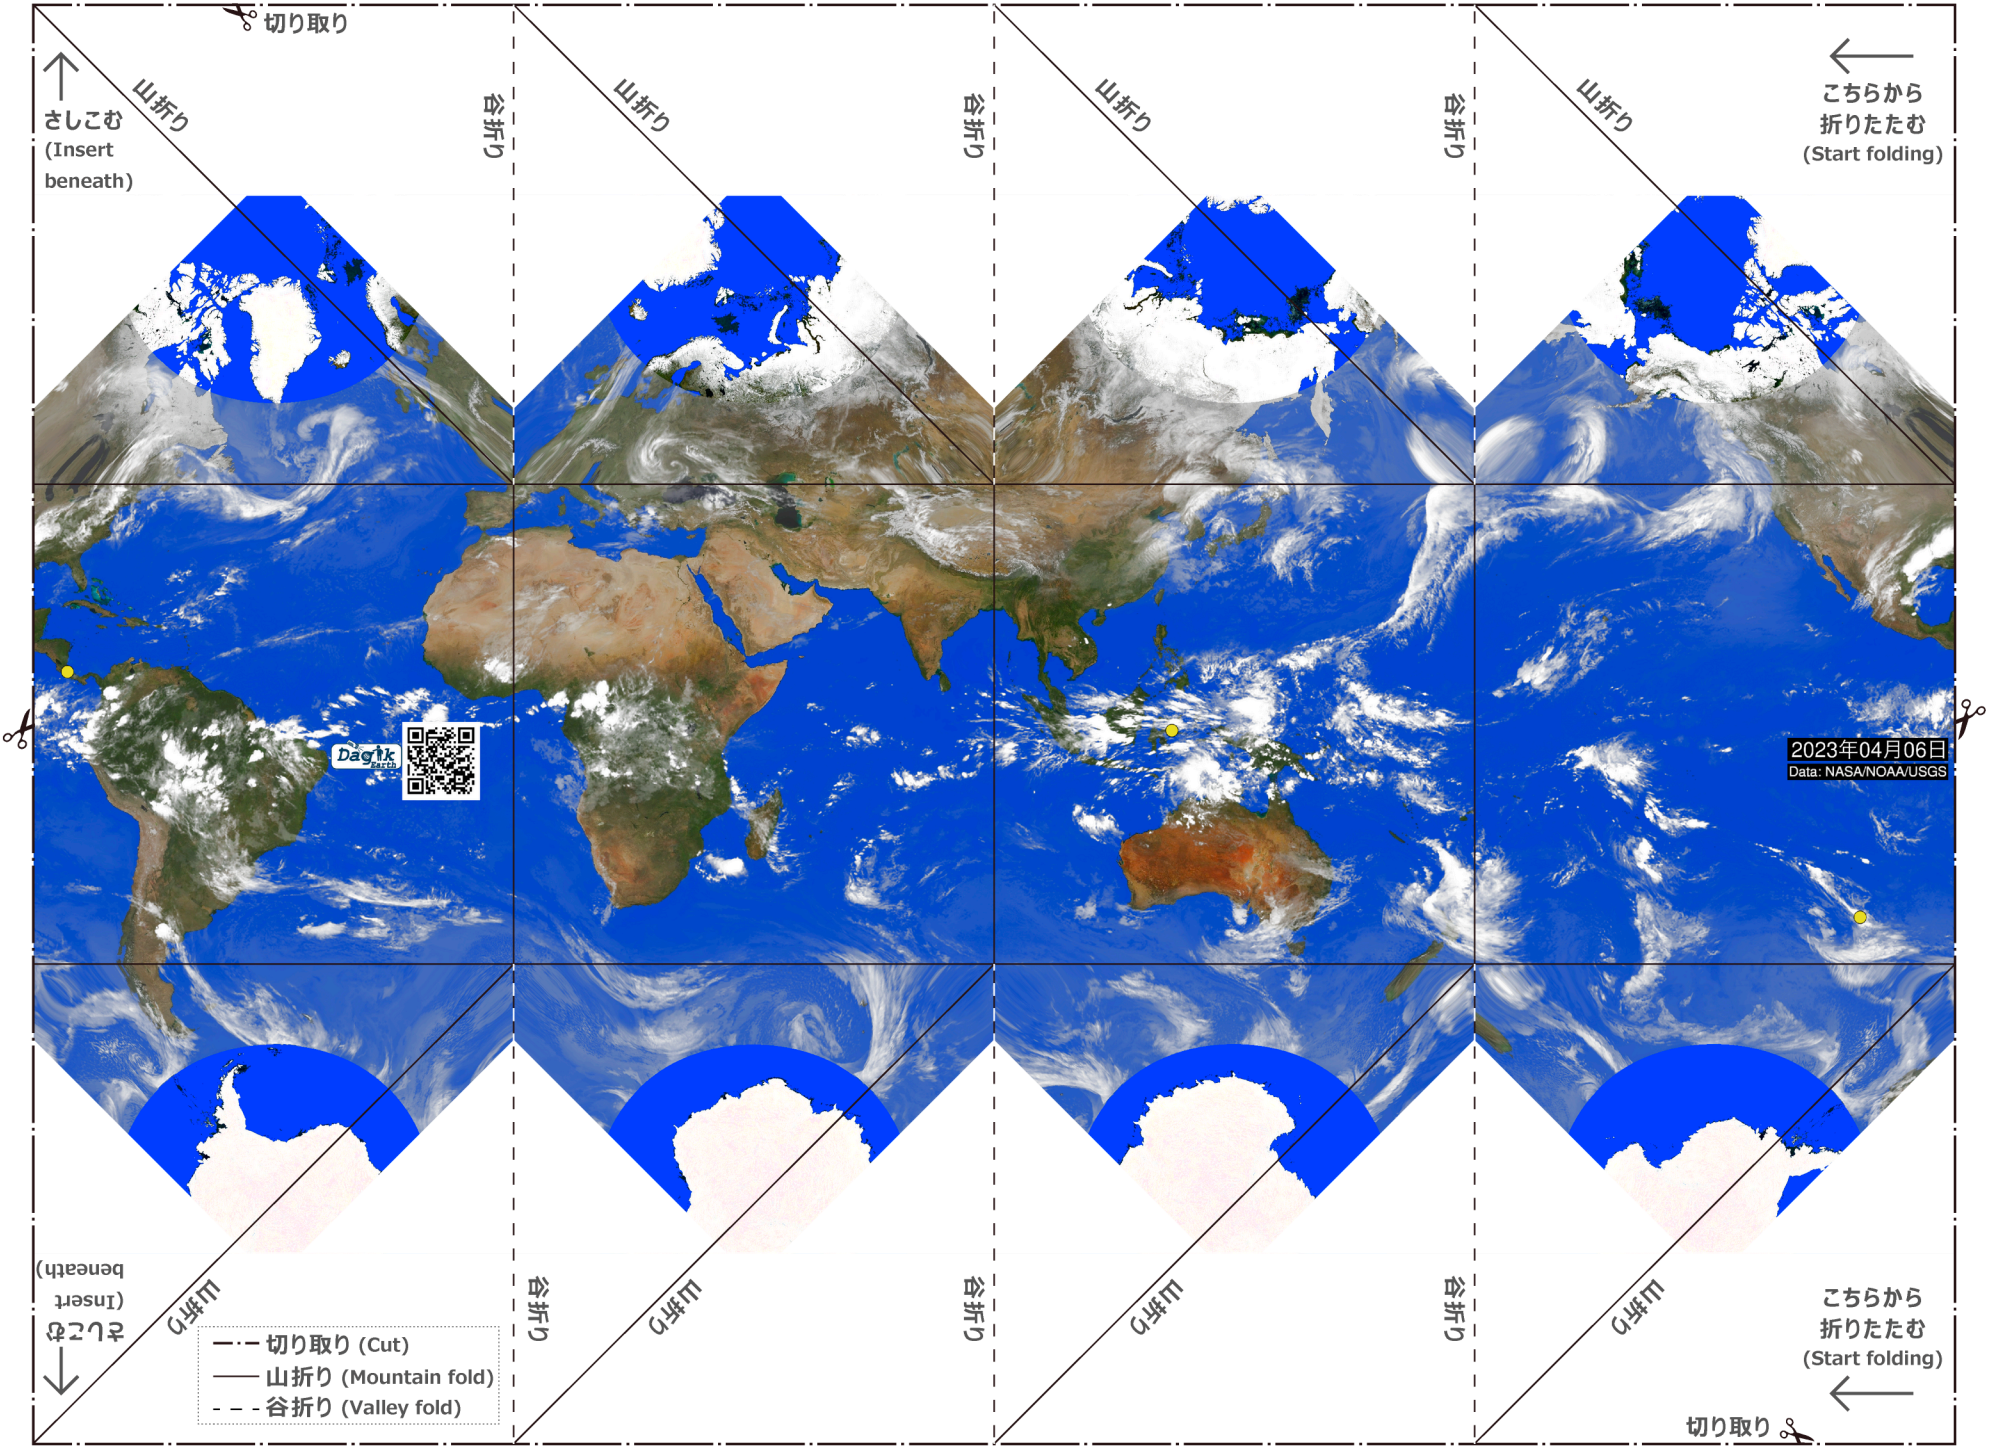 切り取り
さしこむ
(Insert
beneath)
山折り
谷折り
山折り
谷折り
山折り
谷折り
山折り
こちらから
折りたたむ
(Start folding)
Dagik
Earth
2023年04月06日
Data: NASA/NOAA/USGS
さしこむ
(Insert
beneath)
山折り
谷折り
山折り
谷折り
山折り
谷折り
山折り
こちらから
折りたたむ
(Start folding)
切り取り (Cut)
山折り (Mountain fold)
谷折り (Valley fold)
切り取り